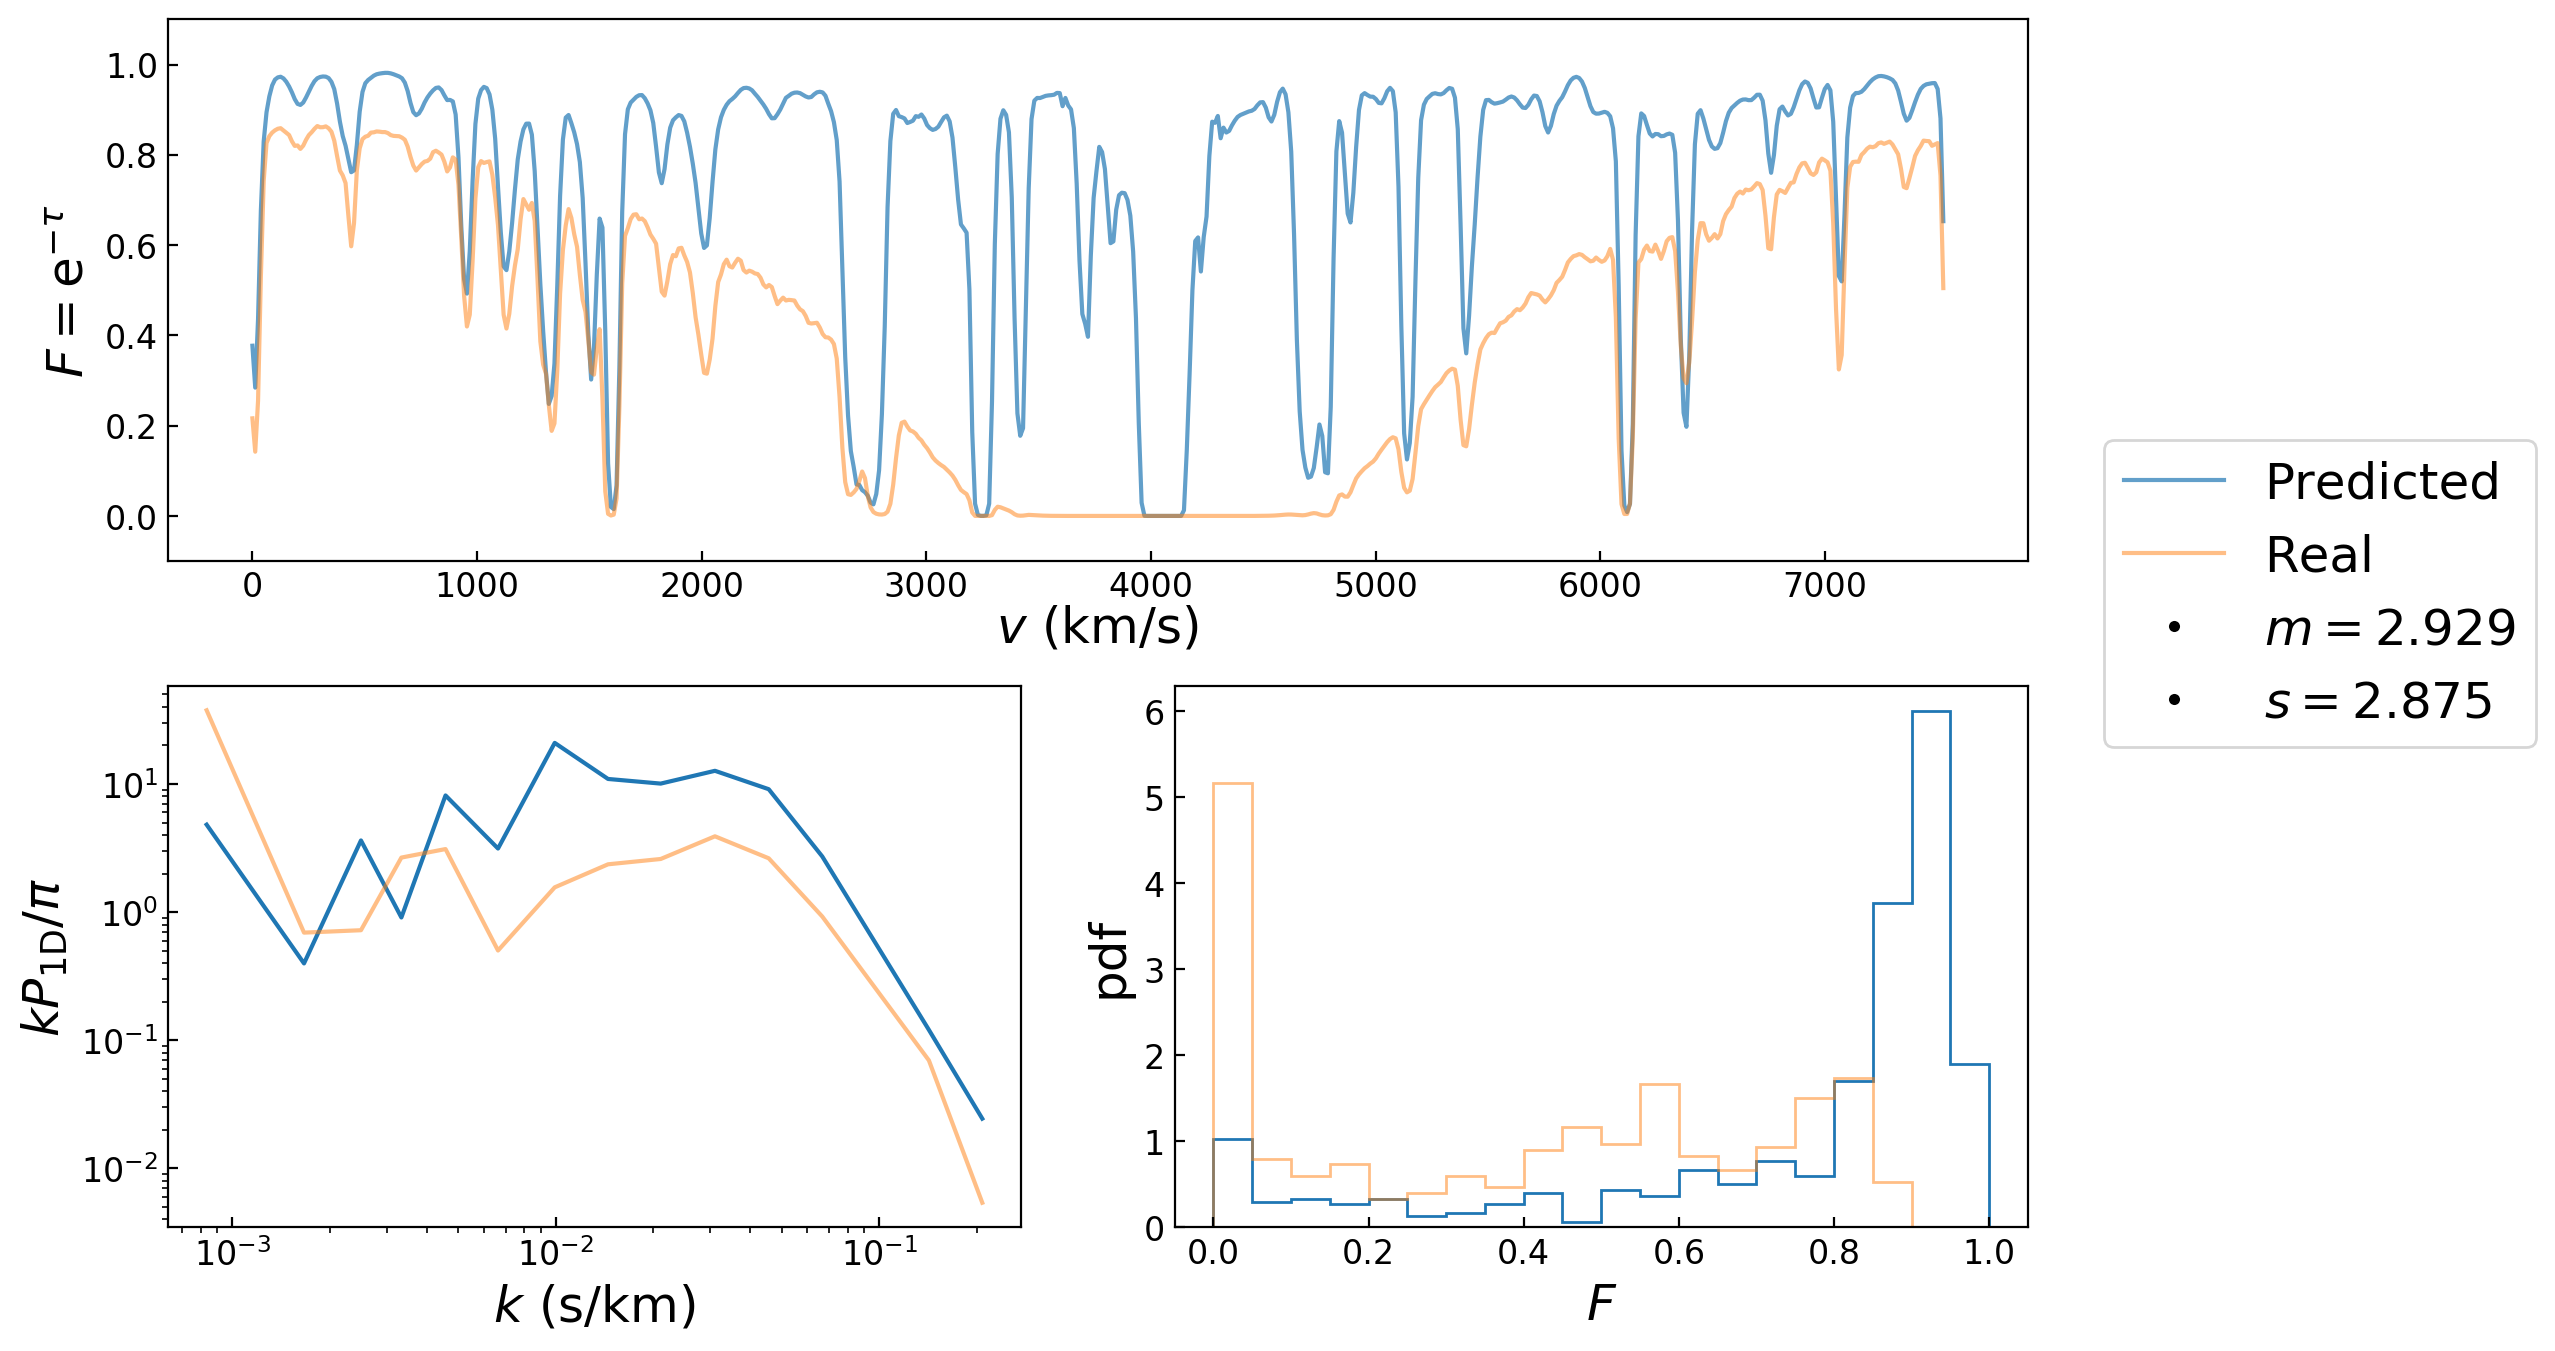 F = e^{−τ}
1.0
0.8
0.6
0.4
0.2
0.0
0 1000 2000 3000 4000 5000 6000 7000
v (km/s)
Predicted
Real
m = 2.929
s = 2.875
kP_{1D}/π
10^1
10^0
10^{−1}
10^{−2}
10^{−3} 10^{−2} 10^{−1}
k (s/km)
pdf
6
5
4
3
2
1
0
0.0 0.2 0.4 0.6 0.8 1.0
F